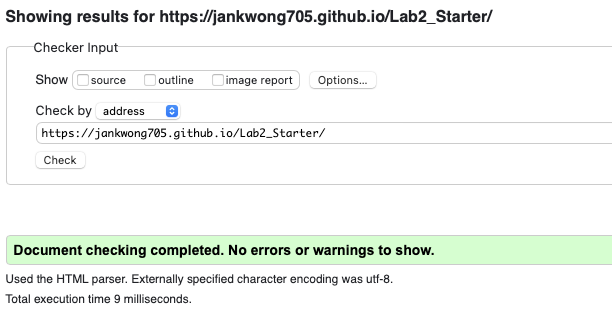 Showing results for https://jankwong705.github.io/Lab2_Starter/
Checker Input
Show source outline image report Options...
Check by address
https://jankwong705.github.io/Lab2_Starter/
Check
Document checking completed. No errors or warnings to show.
Used the HTML parser. Externally specified character encoding was utf-8.
Total execution time 9 milliseconds.